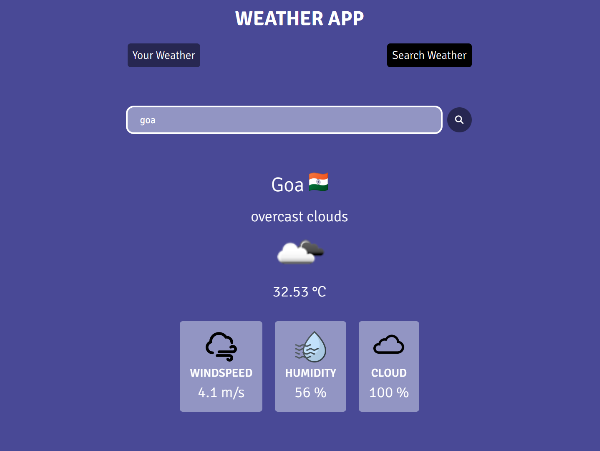 WEATHER APP
Your Weather
Search Weather
goa
Goa
overcast clouds
32.53 °C
WINDSPEED
4.1 m/s
HUMIDITY
56 %
CLOUD
100 %